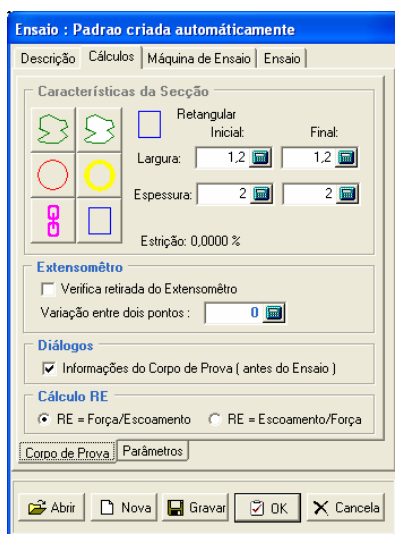 Ensaio : Padrao criada automáticamente
Descrição Cálculos Máquina de Ensaio Ensaio
Características da Secção
Retangular
Inicial: Final:
Largura: 1,2 1,2
Espessura: 2 2
Estrição: 0,0000 %
Extensomêtro
Verifica retirada do Extensomêtro
Variação entre dois pontos : 0
Diálogos
Informações do Corpo de Prova ( antes do Ensaio )
Cálculo RE
RE = Força/Escoamento RE = Escoamento/Força
Corpo de Prova Parâmetros
Abrir Nova Gravar OK Cancela